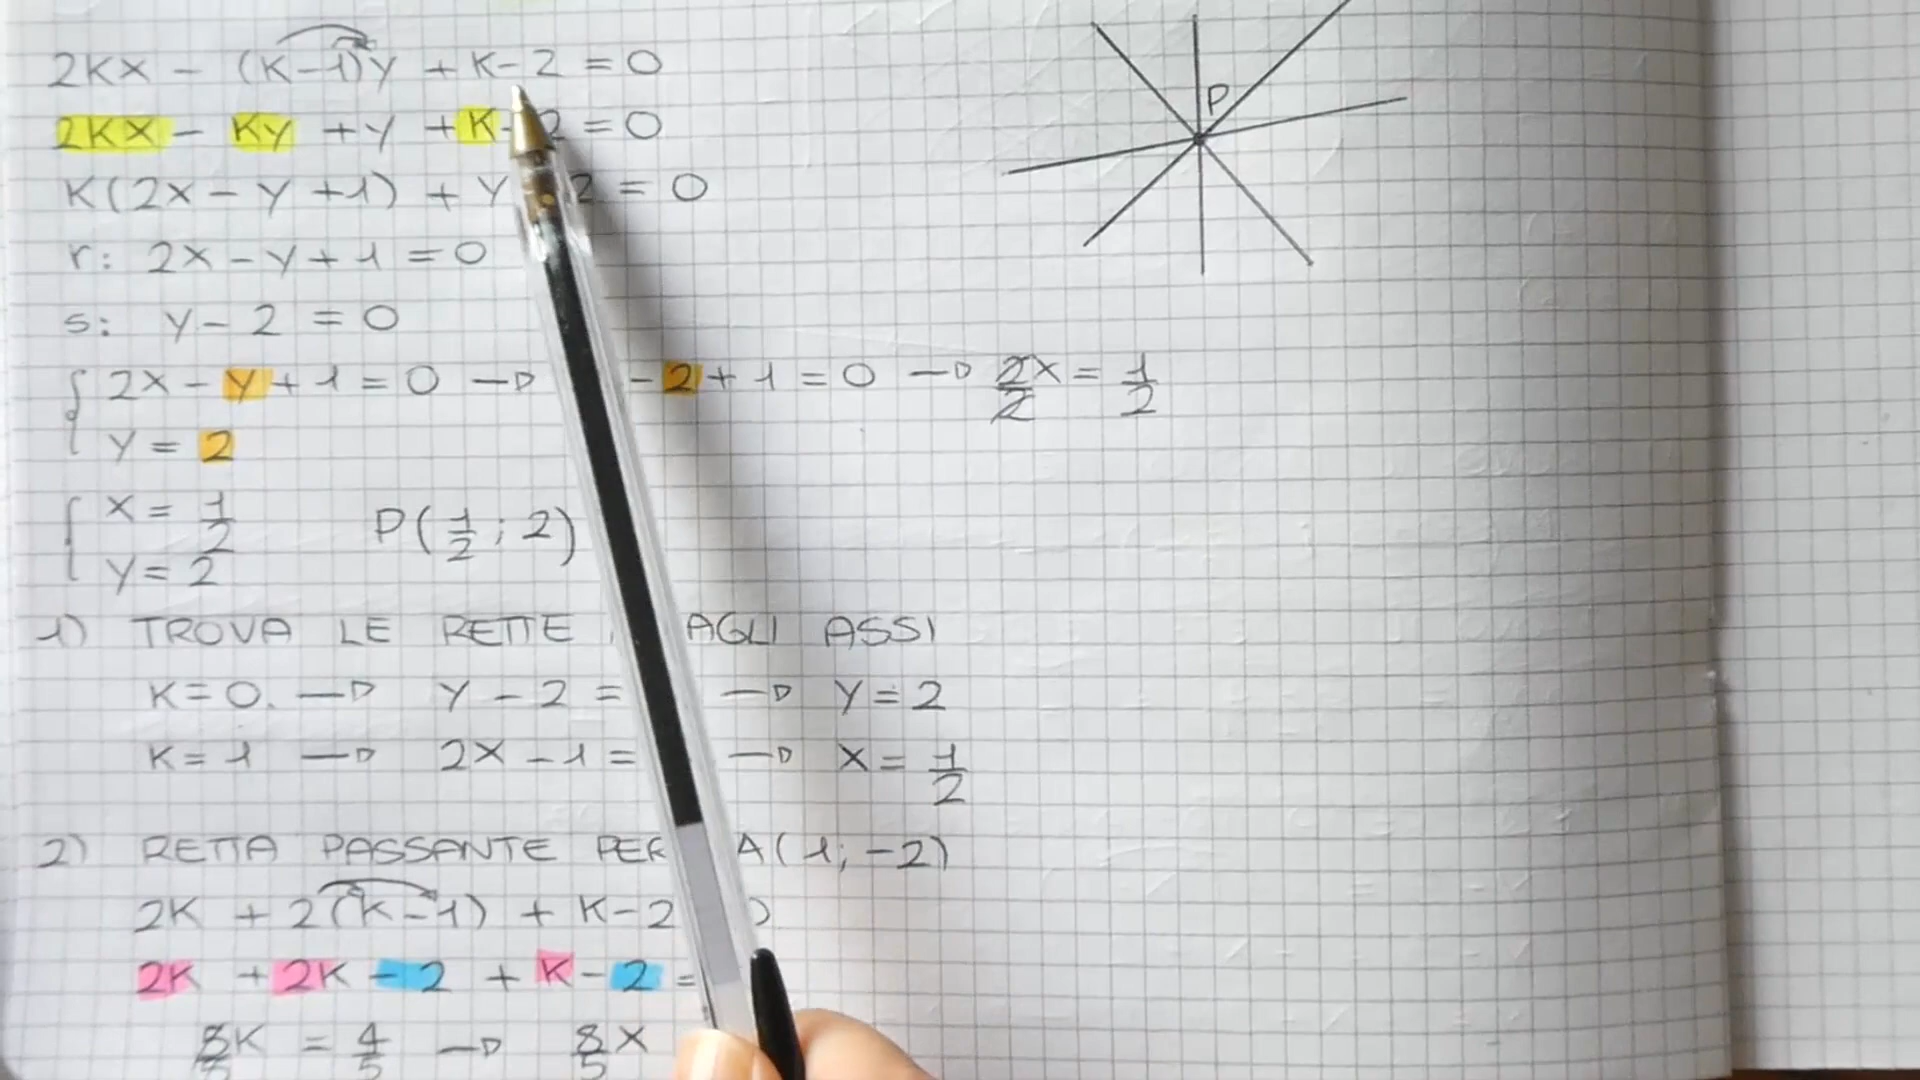 2KX - (K-1)Y + K-2 = 0
2KX - KY + Y + K-2 = 0
K(2X - Y + 1) + Y 2 = 0
r: 2X - Y + 1 = 0
s: Y - 2 = 0
2X - Y + 1 = 0 → - 2 + 1 = 0 → 2X/2 = 1/2
Y = 2
X = 1/2
Y = 2
P(1/2; 2)
1) TROVA LE RETTE AGLI ASSI
K = 0. → Y - 2 = → Y = 2
K = 1 → 2X - 1 = → X = 1/2
2) RETTA PASSANTE PER A(1; -2)
2K + 2(K-1) + K-2
2K + 2K - 2 + K - 2 =
K = 4/5 → 8/5 X
P